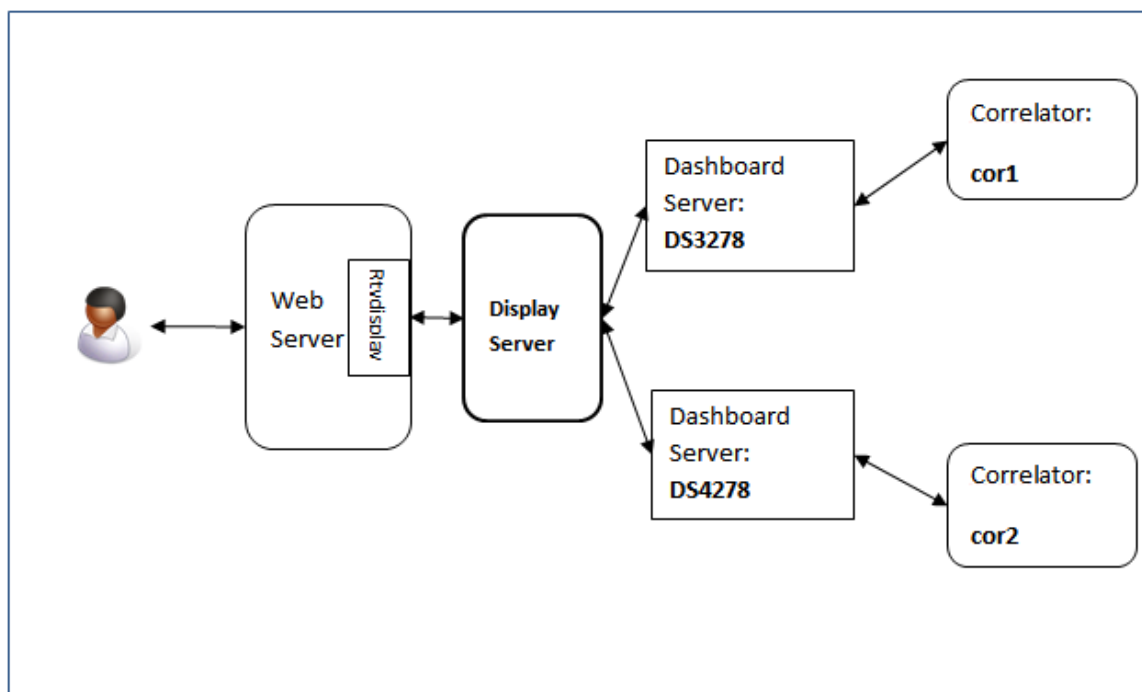 Web
Server
Rtvdisplay
Display
Server
Dashboard
Server:
DS3278
Correlator:
cor1
Dashboard
Server:
DS4278
Correlator:
cor2